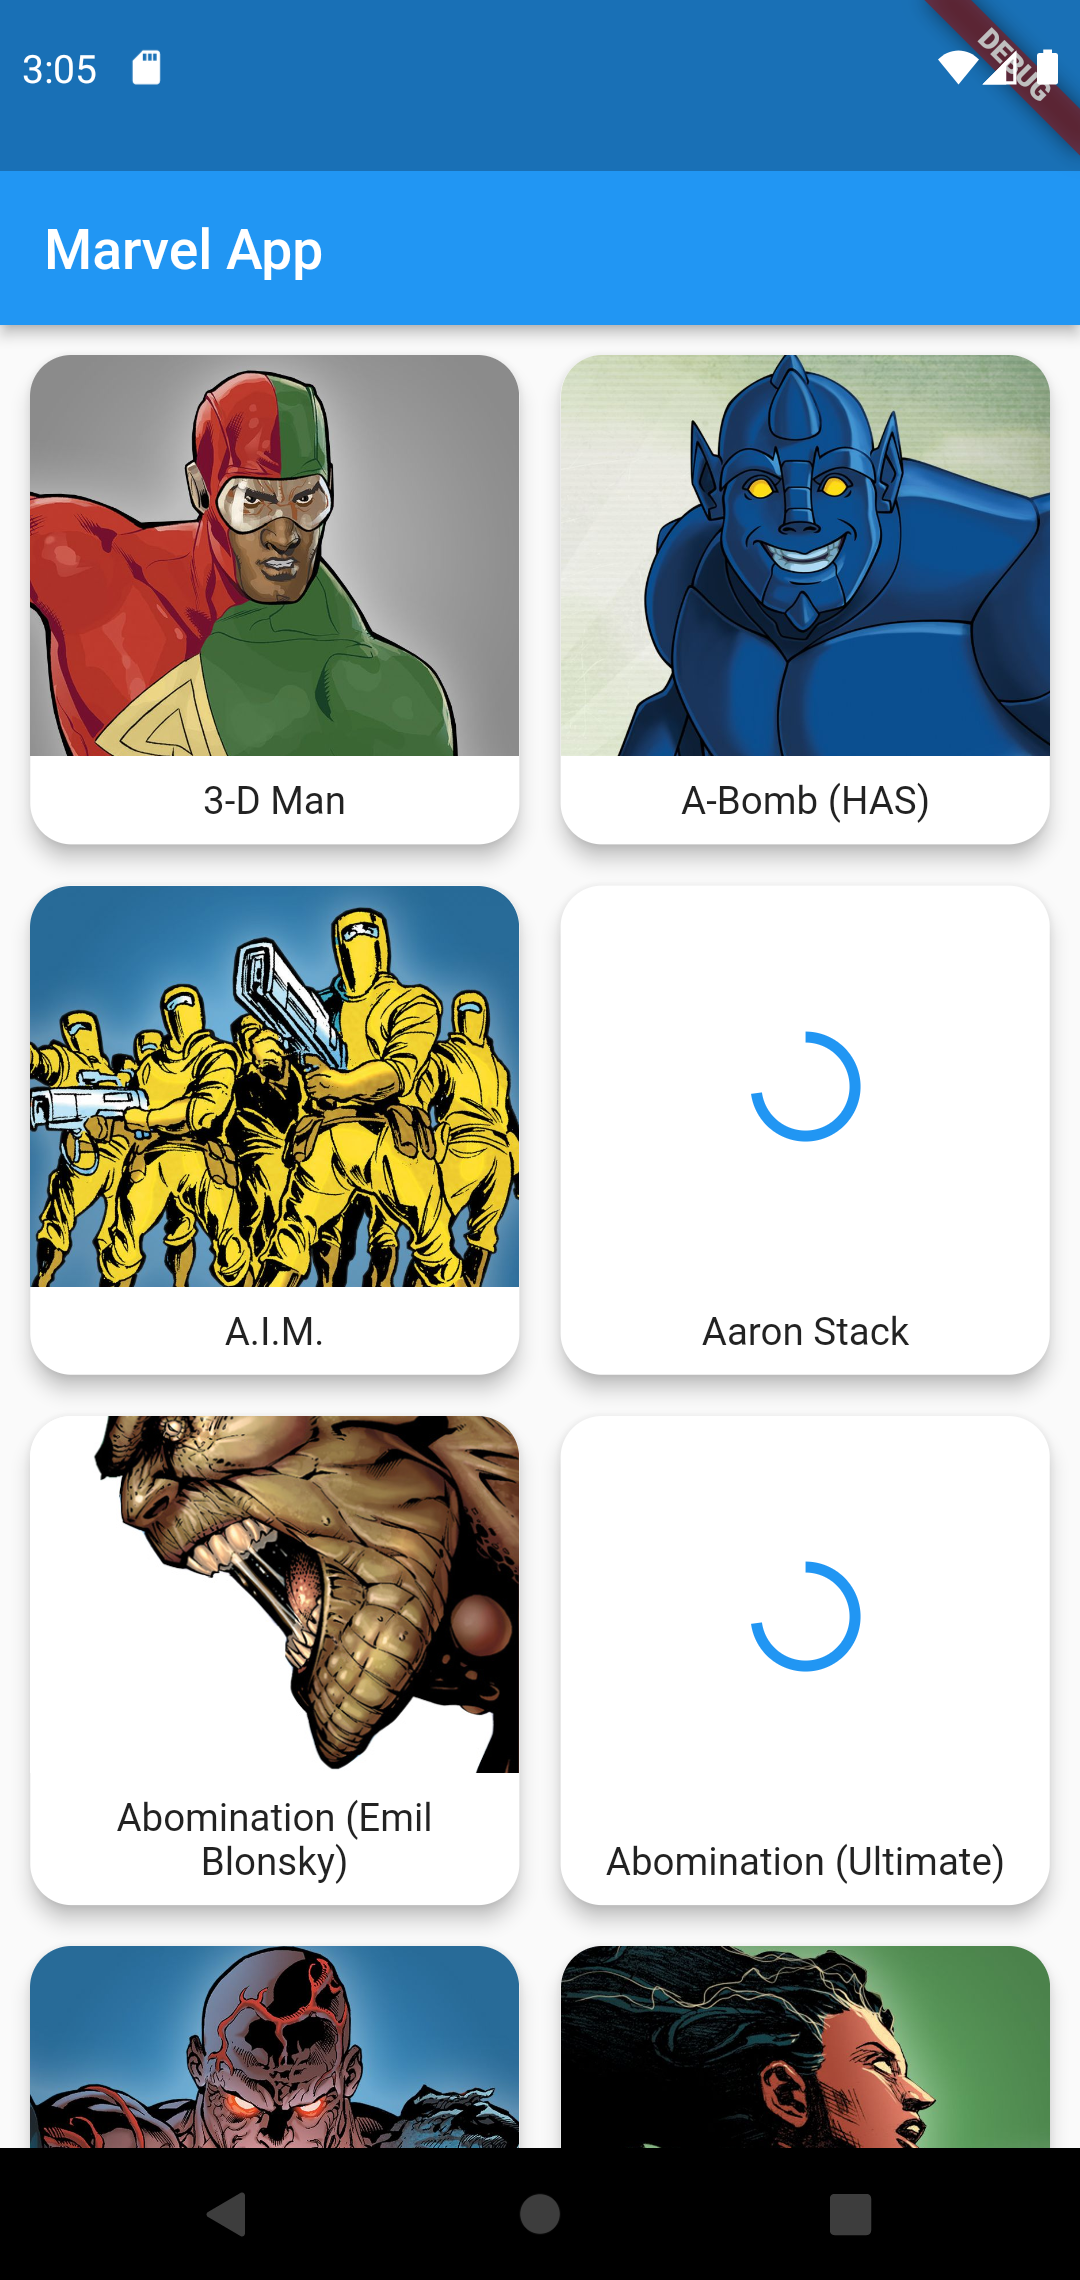 3:05
DEBUG
Marvel App
3-D Man
A-Bomb (HAS)
A.I.M.
Aaron Stack
Abomination (Emil
Blonsky)
Abomination (Ultimate)